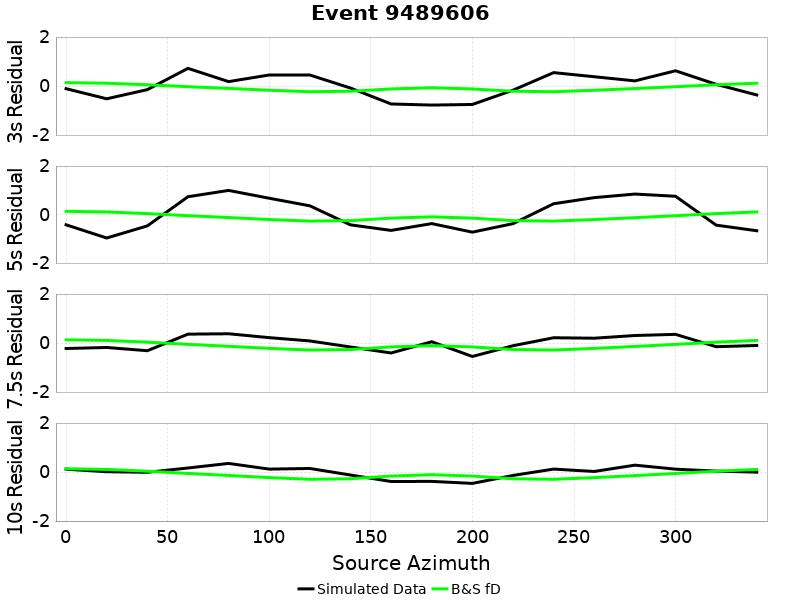 Event 9489606
3s Residual
2
0
-2
5s Residual
2
0
-2
7.5s Residual
2
0
-2
10s Residual
2
0
-2
0 50 100 150 200 250 300
Source Azimuth
Simulated Data B&S fD